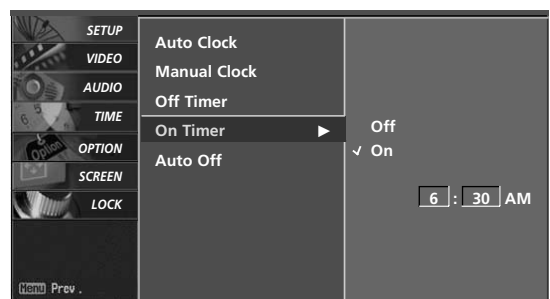 SETUP
VIDEO
AUDIO
TIME
OPTION
SCREEN
LOCK
Menu Prev.
Auto Clock
Manual Clock
Off Timer
On Timer ▶
Auto Off
Off
✓ On
6 : 30 AM